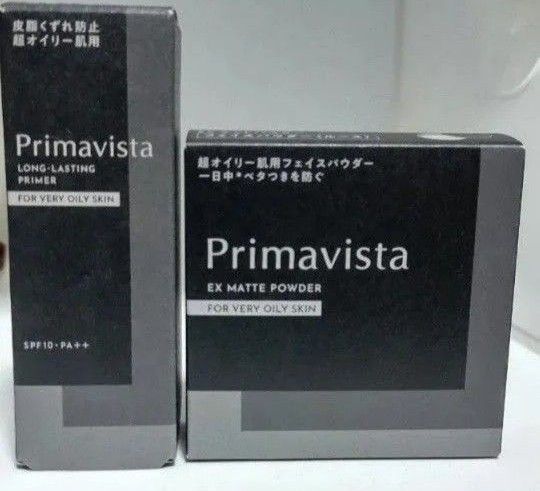 皮脂くずれ防止
超オイリー肌用
Primavista
LONG-LASTING
PRIMER
FOR VERY OILY SKIN
SPF10・PA++
超オイリー肌用フェイスパウダー
一日中*ベタつきを防ぐ
Primavista
EX MATTE POWDER
FOR VERY OILY SKIN